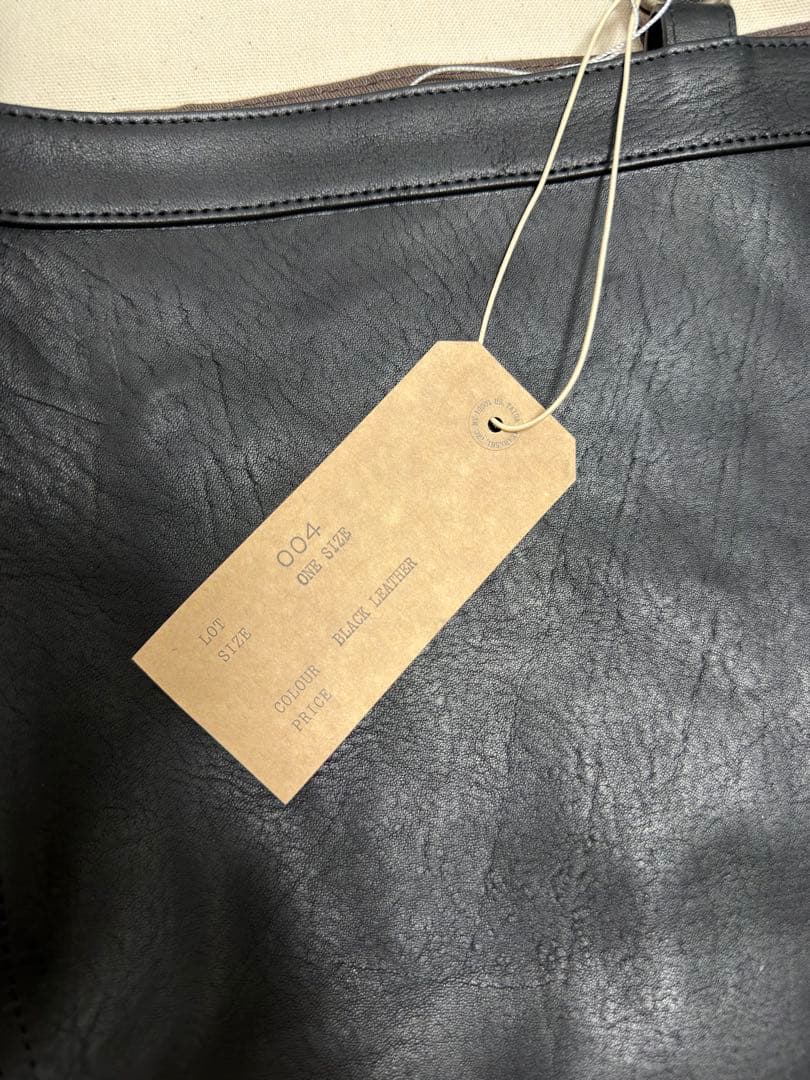 LOT 004
SIZE ONE SIZE
COLOUR BLACK LEATHER
PRICE